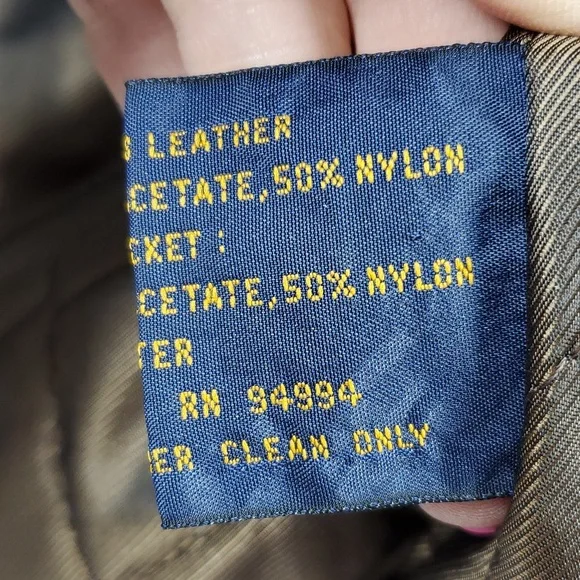 LEATHER
CETATE,50% NYLON
CKET :
CETATE,50% NYLON
TER
RN 94994
ER CLEAN ONLY